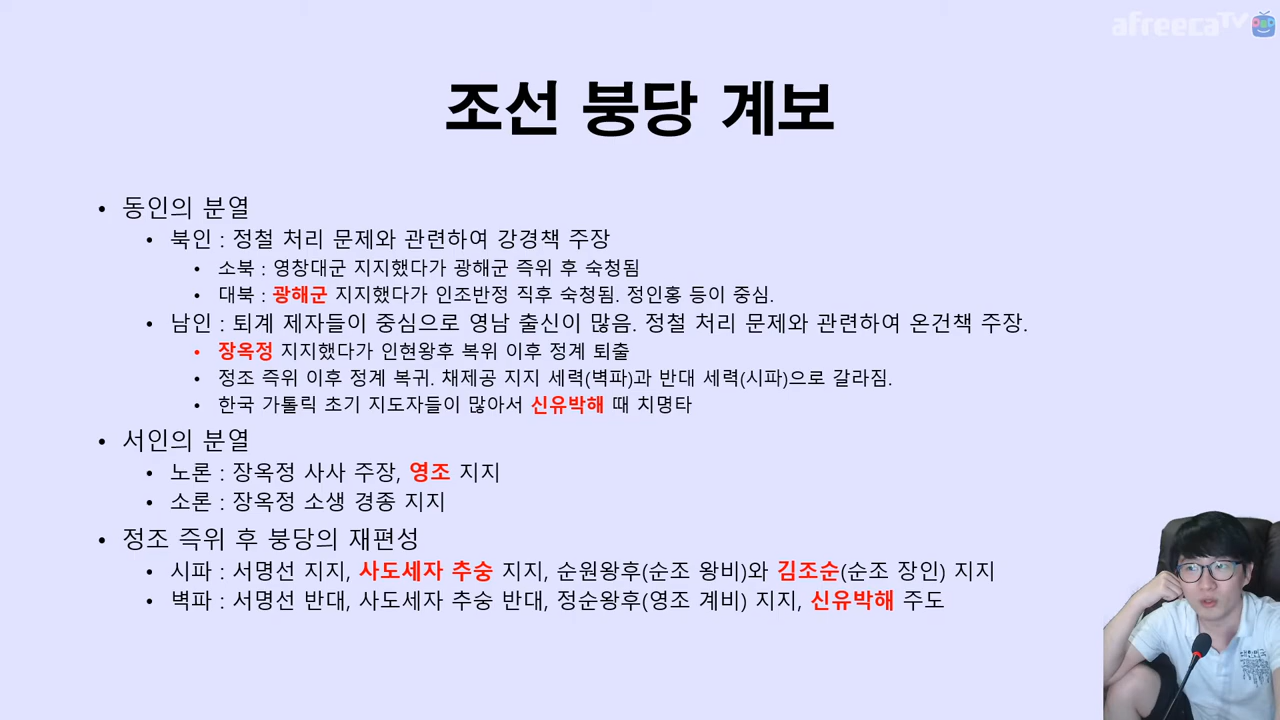 afreecaTV
조선 붕당 계보
• 동인의 분열
• 북인 : 정철 처리 문제와 관련하여 강경책 주장
• 소북 : 영창대군 지지했다가 광해군 즉위 후 숙청됨
• 대북 : 광해군 지지했다가 인조반정 직후 숙청됨. 정인홍 등이 중심.
• 남인 : 퇴계 제자들이 중심으로 영남 출신이 많음. 정철 처리 문제와 관련하여 온건책 주장.
• 장옥정 지지했다가 인현왕후 복위 이후 정계 퇴출
• 정조 즉위 이후 정계 복귀. 채제공 지지 세력(벽파)과 반대 세력(시파)으로 갈라짐.
• 한국 가톨릭 초기 지도자들이 많아서 신유박해 때 치명타
• 서인의 분열
• 노론 : 장옥정 사사 주장, 영조 지지
• 소론 : 장옥정 소생 경종 지지
• 정조 즉위 후 붕당의 재편성
• 시파 : 서명선 지지, 사도세자 추숭 지지, 순원왕후(순조 왕비)와 김조순(순조 장인) 지지
• 벽파 : 서명선 반대, 사도세자 추숭 반대, 정순왕후(영조 계비) 지지, 신유박해 주도